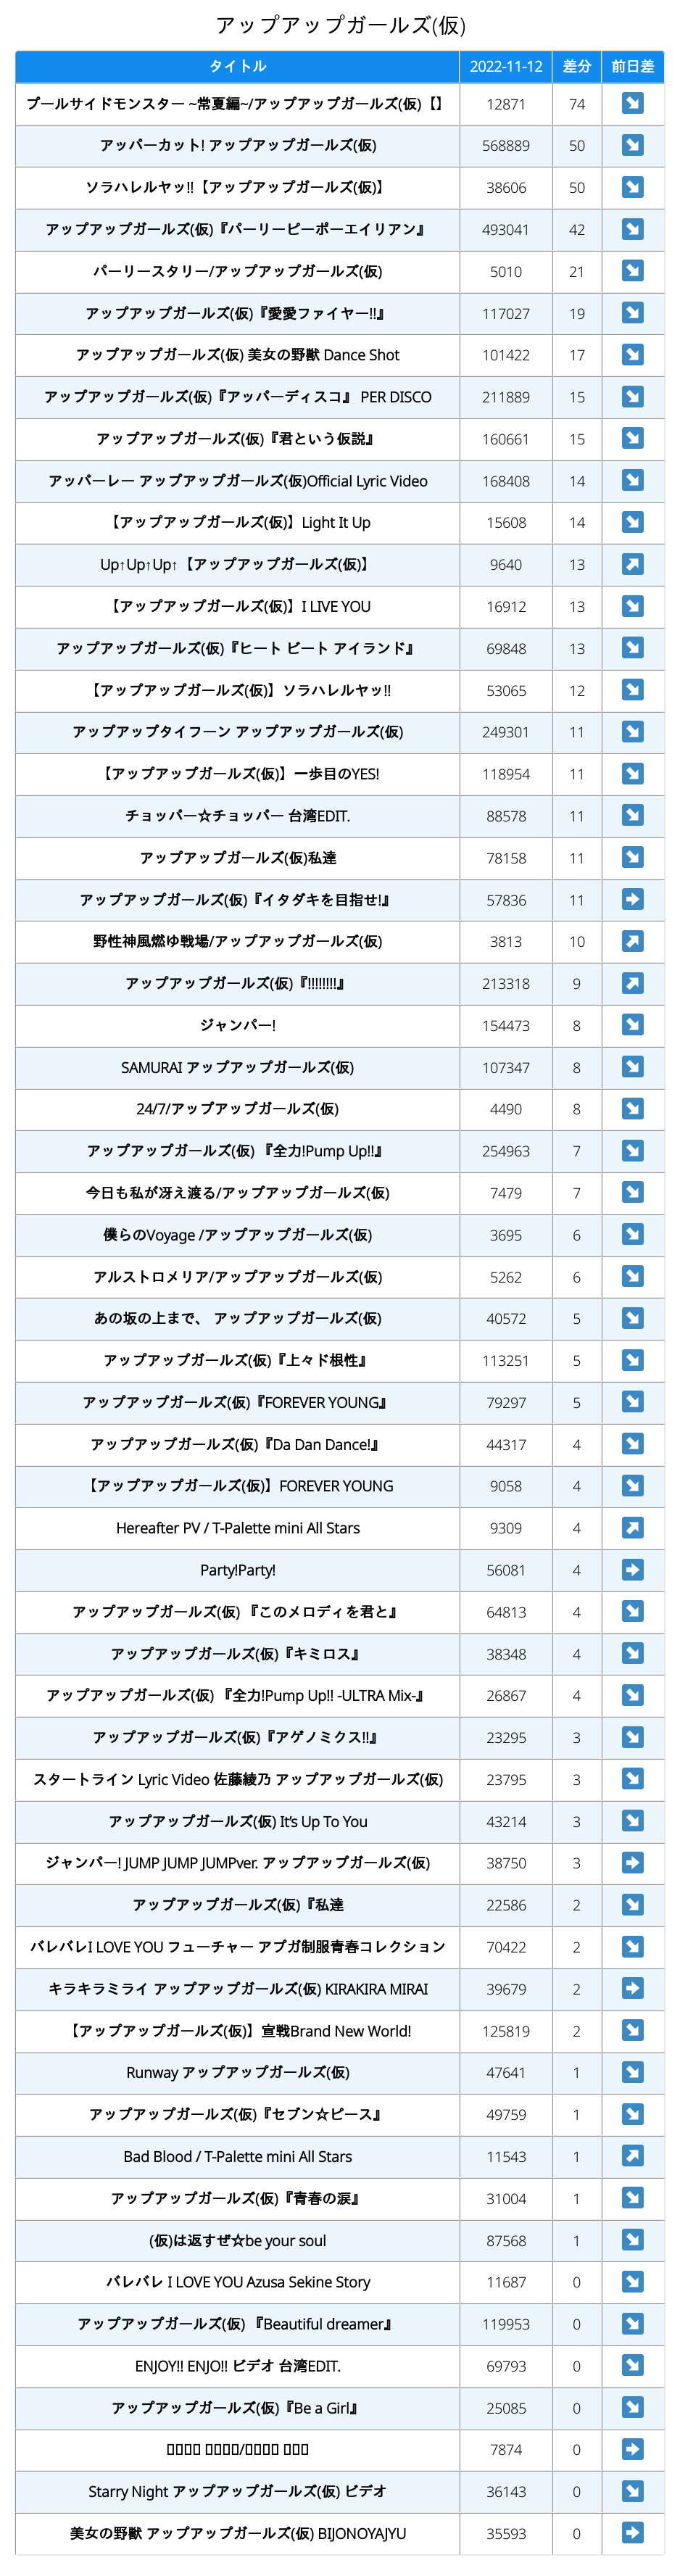 アップアップガールズ(仮)
タイトル 2022-11-12 差分 前日差
プールサイドモンスター ~常夏編~/アップアップガールズ(仮)【】 12871 74 ↘
アッパーカット! アップアップガールズ(仮) 568889 50 ↘
ソラハレルヤッ!!【アップアップガールズ(仮)】 38606 50 ↘
アップアップガールズ(仮)『パーリーピーポーエイリアン』 493041 42 ↘
パーリースタリー/アップアップガールズ(仮) 5010 21 ↘
アップアップガールズ(仮)『愛愛ファイヤー!!』 117027 19 ↘
アップアップガールズ(仮) 美女の野獣 Dance Shot 101422 17 ↘
アップアップガールズ(仮)『アッパーディスコ』 PER DISCO 211889 15 ↘
アップアップガールズ(仮)『君という仮説』 160661 15 ↘
アッパーレー アップアップガールズ(仮)Official Lyric Video 168408 14 ↘
【アップアップガールズ(仮)】Light It Up 15608 14 ↘
Up↑Up↑Up↑【アップアップガールズ(仮)】 9640 13 ↗
【アップアップガールズ(仮)】I LIVE YOU 16912 13 ↘
アップアップガールズ(仮)『ヒート ビート アイランド』 69848 13 ↘
【アップアップガールズ(仮)】ソラハレルヤッ!! 53065 12 ↘
アップアップタイフーン アップアップガールズ(仮) 249301 11 ↘
【アップアップガールズ(仮)】一歩目のYES! 118954 11 ↘
チョッパー☆チョッパー 台湾EDIT. 88578 11 ↘
アップアップガールズ(仮)私達 78158 11 ↘
アップアップガールズ(仮)『イタダキを目指せ!』 57836 11 ➡
野性神風燃ゆ戦場/アップアップガールズ(仮) 3813 10 ↗
アップアップガールズ(仮)『!!!!!!!!』 213318 9 ↗
ジャンパー! 154473 8 ↘
SAMURAI アップアップガールズ(仮) 107347 8 ↘
24/7/アップアップガールズ(仮) 4490 8 ↘
アップアップガールズ(仮) 『全力!Pump Up!!』 254963 7 ↘
今日も私が冴え渡る/アップアップガールズ(仮) 7479 7 ↘
僕らのVoyage /アップアップガールズ(仮) 3695 6 ↘
アルストロメリア/アップアップガールズ(仮) 5262 6 ↘
あの坂の上まで、 アップアップガールズ(仮) 40572 5 ↘
アップアップガールズ(仮)『上々ド根性』 113251 5 ↘
アップアップガールズ(仮)『FOREVER YOUNG』 79297 5 ↘
アップアップガールズ(仮)『Da Dan Dance!』 44317 4 ↘
【アップアップガールズ(仮)】FOREVER YOUNG 9058 4 ↘
Hereafter PV / T-Palette mini All Stars 9309 4 ↗
Party!Party! 56081 4 ➡
アップアップガールズ(仮) 『このメロディを君と』 64813 4 ↘
アップアップガールズ(仮)『キミロス』 38348 4 ↘
アップアップガールズ(仮) 『全力!Pump Up!! -ULTRA Mix-』 26867 4 ↘
アップアップガールズ(仮)『アゲノミクス!!』 23295 3 ↘
スタートライン Lyric Video 佐藤綾乃 アップアップガールズ(仮) 23795 3 ↘
アップアップガールズ(仮) It's Up To You 43214 3 ↘
ジャンパー! JUMP JUMP JUMPver. アップアップガールズ(仮) 38750 3 ➡
アップアップガールズ(仮)『私達 22586 2 ↘
バレバレI LOVE YOU フューチャー アプガ制服青春コレクション 70422 2 ↘
キラキラミライ アップアップガールズ(仮) KIRAKIRA MIRAI 39679 2 ➡
【アップアップガールズ(仮)】宣戦Brand New World! 125819 2 ↘
Runway アップアップガールズ(仮) 47641 1 ↘
アップアップガールズ(仮)『セブン☆ピース』 49759 1 ↘
Bad Blood / T-Palette mini All Stars 11543 1 ↗
アップアップガールズ(仮)『青春の涙』 31004 1 ↘
(仮)は返すぜ☆be your soul 87568 1 ↘
バレバレ I LOVE YOU Azusa Sekine Story 11687 0 ↘
アップアップガールズ(仮) 『Beautiful dreamer』 119953 0 ↘
ENJOY!! ENJO!! ビデオ 台湾EDIT. 69793 0 ↘
アップアップガールズ(仮)『Be a Girl』 25085 0 ↘
/ 7874 0 ➡
Starry Night アップアップガールズ(仮) ビデオ 36143 0 ↘
美女の野獣 アップアップガールズ(仮) BIJONOYAJYU 35593 0 ➡